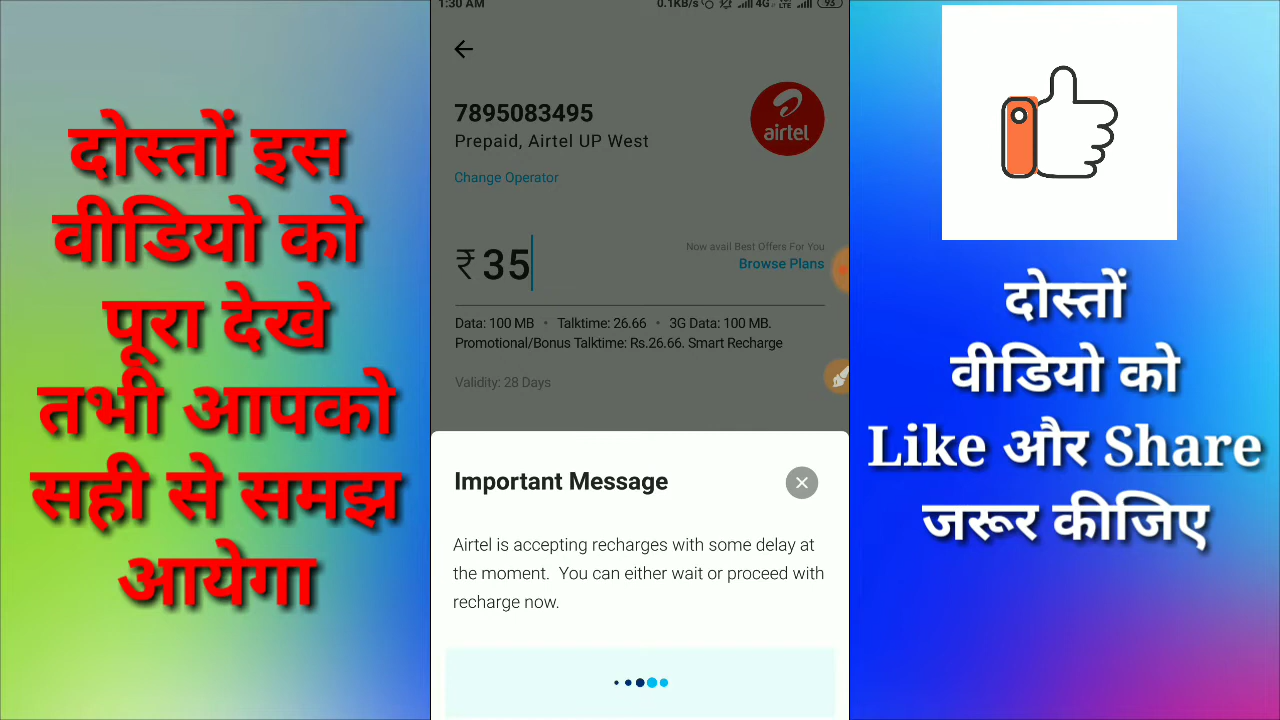 दोस्तों इस
वीडियो को
पूरा देखे
तभी आपको
सही से समझ
आयेगा
1:30 AM
0.1KB/s 4G VoLTE 93
7895083495
Prepaid, Airtel UP West
airtel
Change Operator
₹ 35
Now avail Best Offers For You
Browse Plans
Data: 100 MB • Talktime: 26.66 • 3G Data: 100 MB.
Promotional/Bonus Talktime: Rs.26.66. Smart Recharge
Validity: 28 Days
Important Message
Airtel is accepting recharges with some delay at
the moment. You can either wait or proceed with
recharge now.
दोस्तों
वीडियो को
Like और Share
जरूर कीजिए